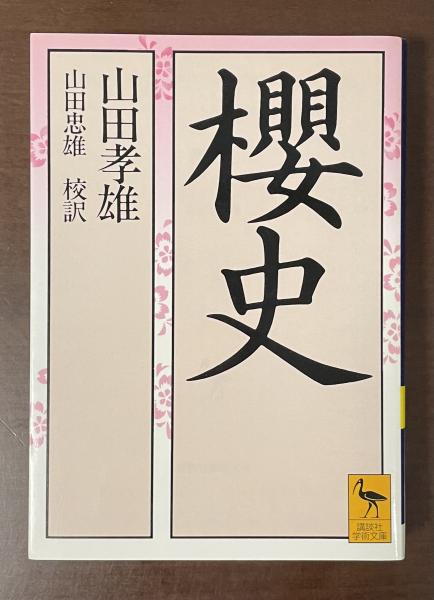 櫻史
山田孝雄
山田忠雄 校訳
講談社
学術文庫